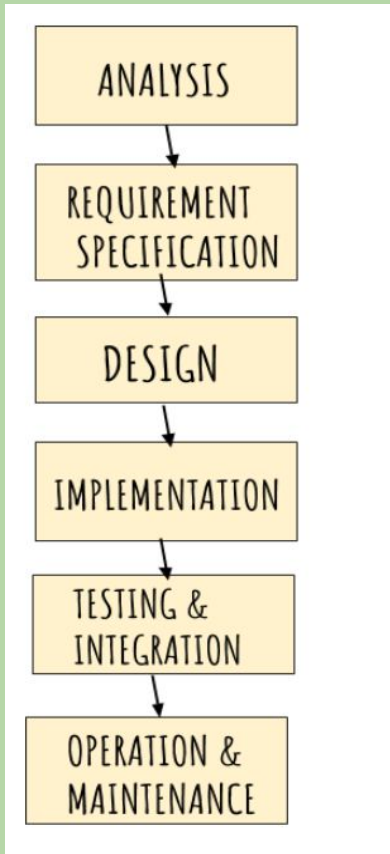 ANALYSIS
REQUIREMENT
SPECIFICATION
DESIGN
IMPLEMENTATION
TESTING &
INTEGRATION
OPERATION &
MAINTENANCE